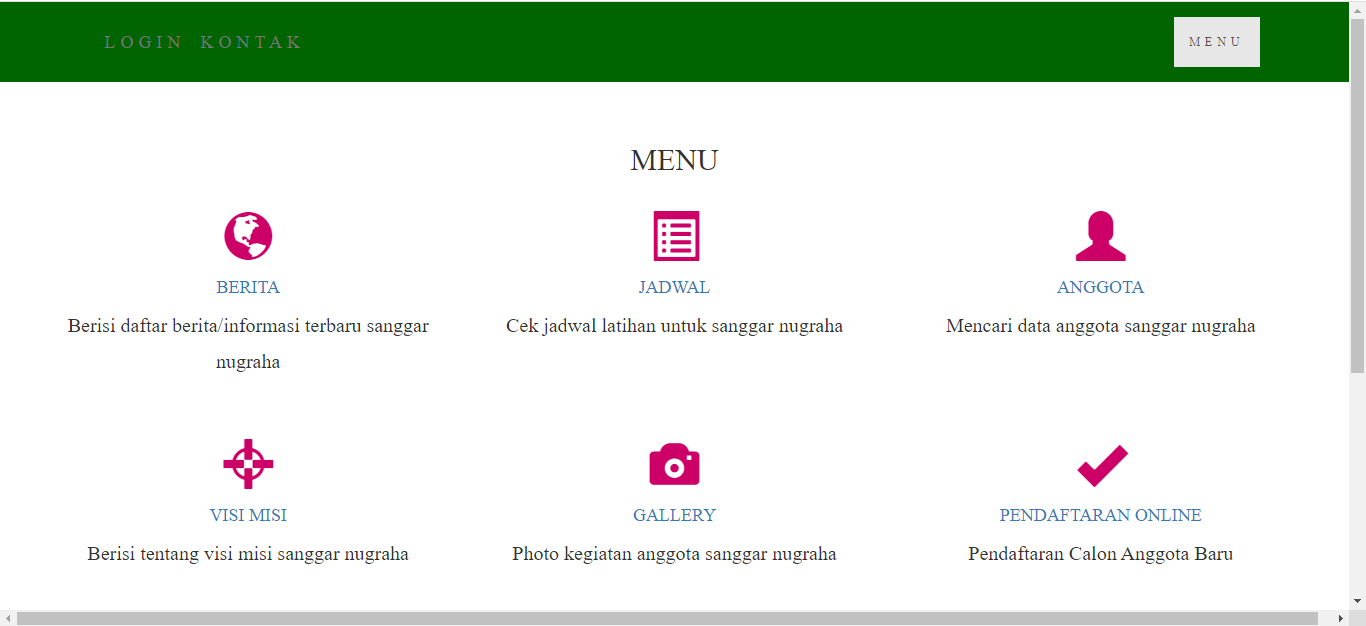 LOGIN KONTAK
MENU
MENU
BERITA
JADWAL
ANGGOTA
Berisi daftar berita/informasi terbaru sanggar
nugraha
Cek jadwal latihan untuk sanggar nugraha
Mencari data anggota sanggar nugraha
VISI MISI
GALLERY
PENDAFTARAN ONLINE
Berisi tentang visi misi sanggar nugraha
Photo kegiatan anggota sanggar nugraha
Pendaftaran Calon Anggota Baru